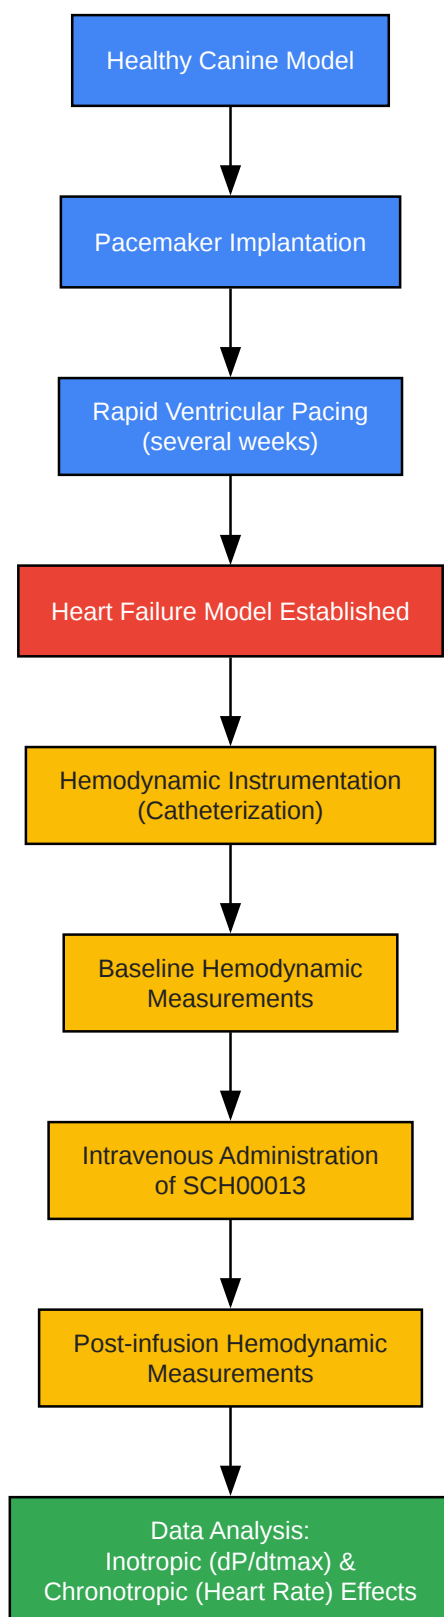 Healthy Canine Model
Pacemaker Implantation
Rapid Ventricular Pacing
(several weeks)
Heart Failure Model Established
Hemodynamic Instrumentation
(Catheterization)
Baseline Hemodynamic
Measurements
Intravenous Administration
of SCH00013
Post-infusion Hemodynamic
Measurements
Data Analysis:
Inotropic (dP/dtmax) &
Chronotropic (Heart Rate) Effects